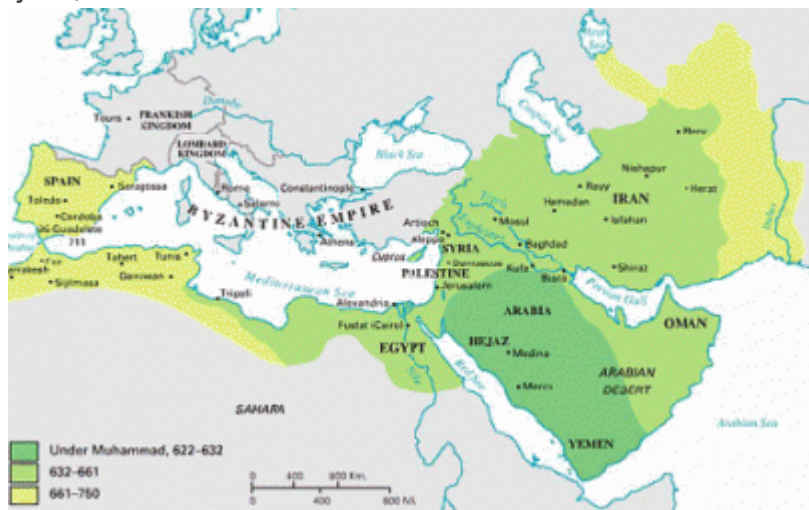 Aral
Sea
Tours
FRANKISH
KINGDOM
Danube
LOMBARD
KINGDOM
Caspian Sea
Black Sea
Merv
Nishapur
SPAIN
Saragossa
Toledo
Cordoba
711
Rome
Salerno
Constantinople
BYZANTINE EMPIRE
Athens
Rayy
Hamadan
IRAN
Herat
Isfahan
Antioch
Aleppo
Mosul
Tigris
Euphrates
Cyprus
SYRIA
Damascus
Baghdad
Indus
Fez
Tahert
Tunis
Sijilmasa
Qairwan
Mediterranean Sea
PALESTINE
Jerusalem
Kufa
Shiraz
Tripoli
Alexandria
Persian Gulf
Fustat (Cairo)
EGYPT
Nile
ARABIA
HEJAZ
Medina
OMAN
Red Sea
Mecca
ARABIAN
DESERT
SAHARA
Arabian Sea
YEMEN
Under Muhammad, 622–632
632–661
661–750
0 400 800 Km.
0 400 800 Mi.